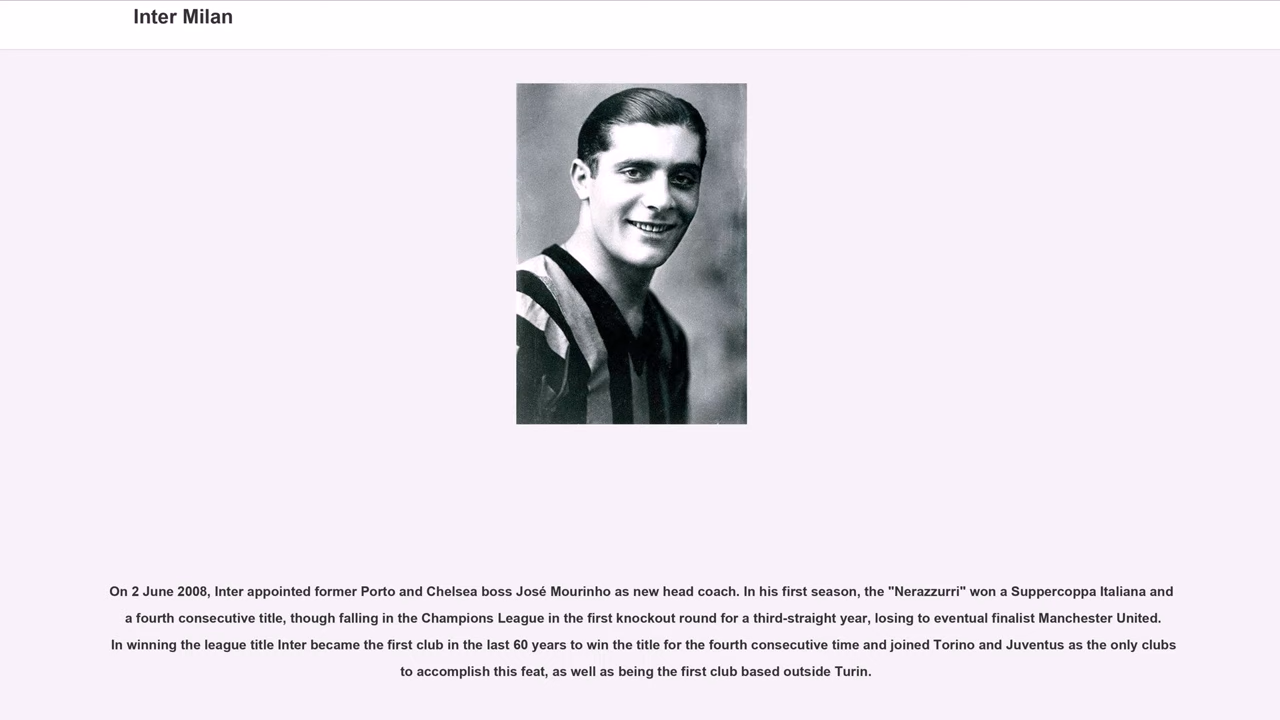 Inter Milan
On 2 June 2008, Inter appointed former Porto and Chelsea boss José Mourinho as new head coach. In his first season, the "Nerazzurri" won a Suppercoppa Italiana and
a fourth consecutive title, though falling in the Champions League in the first knockout round for a third-straight year, losing to eventual finalist Manchester United.
In winning the league title Inter became the first club in the last 60 years to win the title for the fourth consecutive time and joined Torino and Juventus as the only clubs
to accomplish this feat, as well as being the first club based outside Turin.